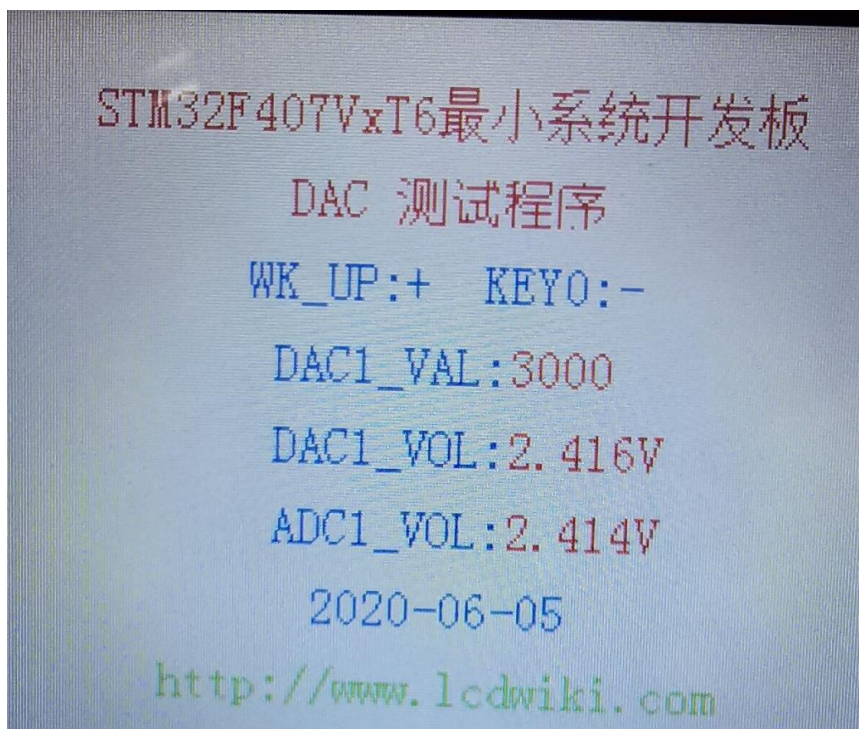 STM32F407VxT6最小系统开发板
DAC 测试程序
WK_UP:+ KEY0:-
DAC1_VAL:3000
DAC1_VOL:2.416V
ADC1_VOL:2.414V
2020-06-05
http://www.lcdwiki.com